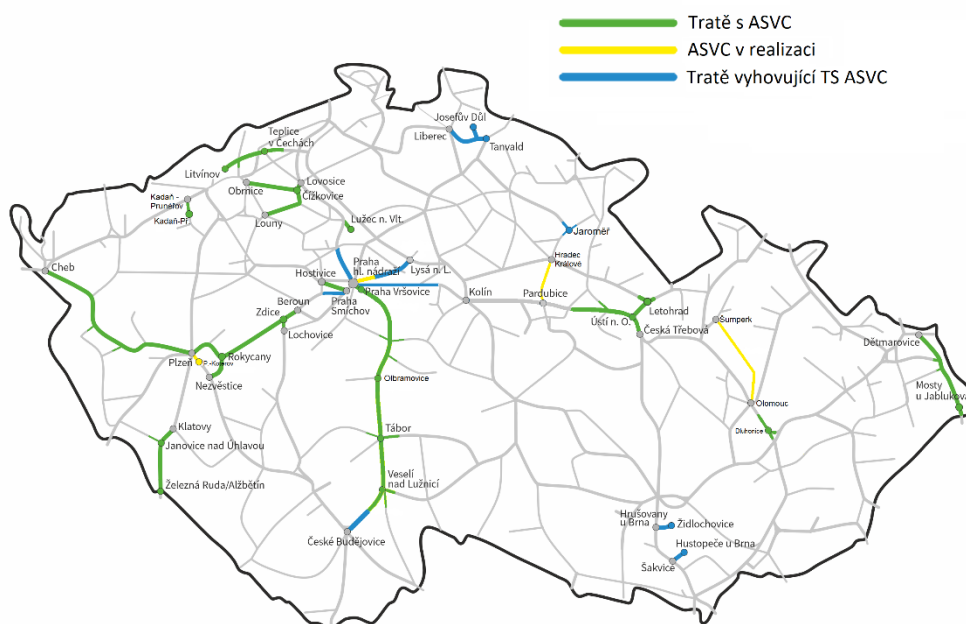 Tratě s ASVC
ASVC v realizaci
Tratě vyhovující TS ASVC
Josefův Důl
Liberec
Tanvald
Teplice
v Čechách
Litvínov
Lovosice
Obrnice
Čížkovice
Kadaň -
Prunéřov
Kadaň-Př.
Louny
Lužec n. Vlt.
Jaroměř
Cheb
Praha
hl. nádraží
Lysá n. L.
Hradec
Králové
Hostivice
Praha Vršovice
Kolín
Pardubice
Beroun
Praha
Smíchov
Letohrad
Zdice
Ústí n. O.
Česká Třebová
Šumperk
Lochovice
Dětmarovice
Rokycany
Plzeň
Nezvěstice
Olbramovice
Mosty
u Jablunkova
Olomouc
Klatovy
Dluhonice
Janovice nad Úhlavou
Tábor
Železná Ruda/Alžbětín
Veselí
nad Lužnicí
České Budějovice
Hrušovany
u Brna
Židlochovice
Hustopeče u Brna
Šakvice